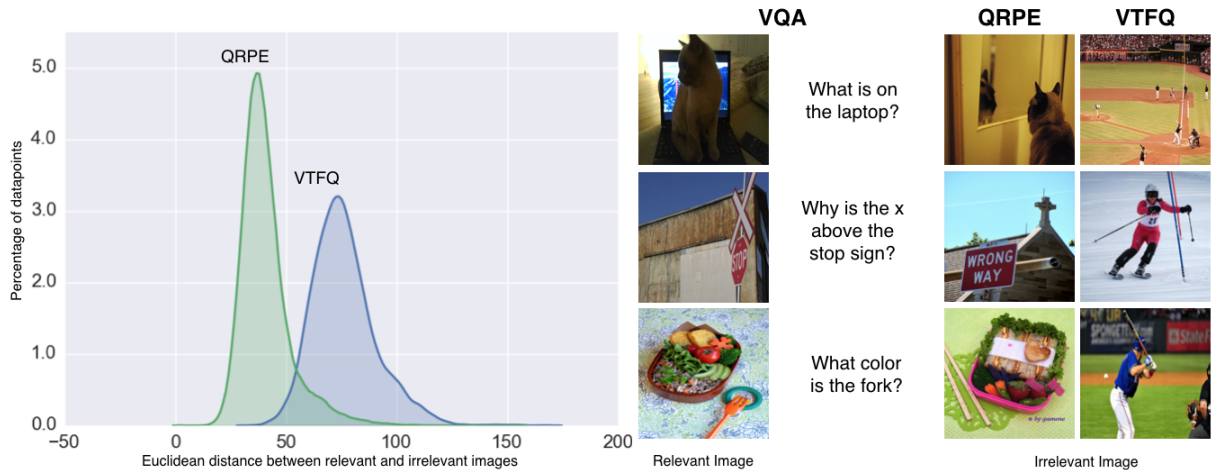 VQA
QRPE
VTFQ
QRPE
VTFQ
5.0
4.0
3.0
2.0
1.0
0.0
−50
0
50
100
150
200
Percentage of datapoints
Euclidean distance between relevant and irrelevant images
What is on
the laptop?
Why is the x
above the
stop sign?
What color
is the fork?
STOP
WRONG
WAY
21
Relevant Image
Irrelevant Image